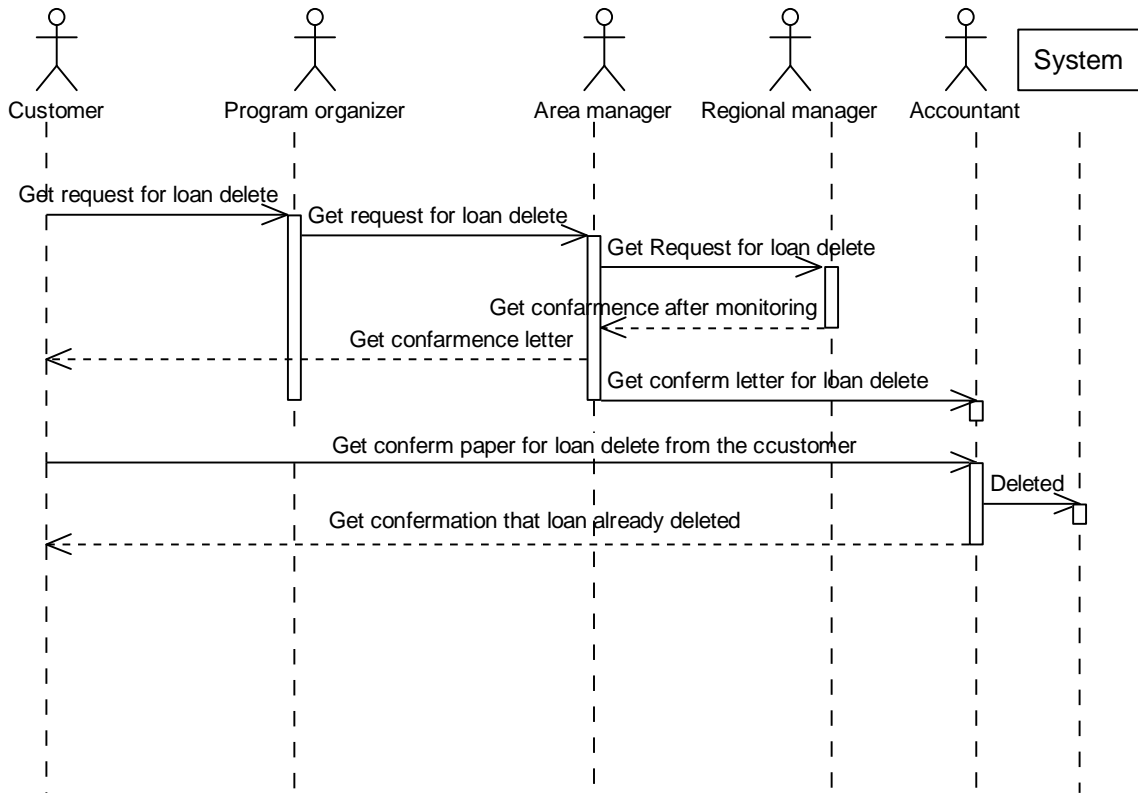 Customer
Program organizer
Area manager
Regional manager
Accountant
System
Get request for loan delete
Get request for loan delete
Get Request for loan delete
Get confarmence after monitoring
Get confarmence letter
Get conferm letter for loan delete
Get conferm paper for loan delete from the ccustomer
Deleted
Get confermation that loan already deleted